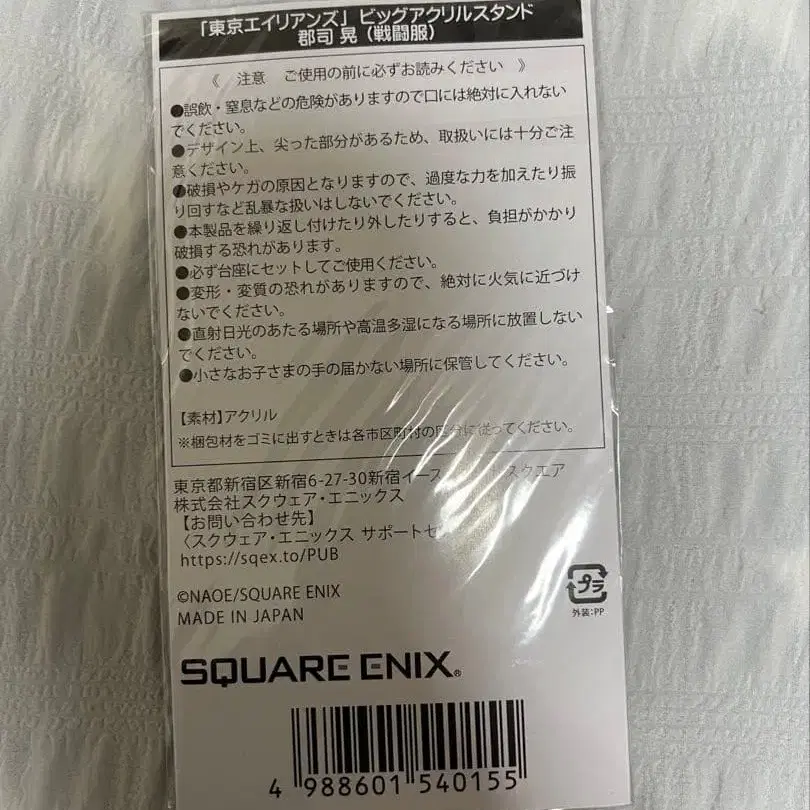 「東京エイリアンズ」ビッグアクリルスタンド
郡司 晃（戦闘服）
《　注意　ご使用の前に必ずお読みください　》
●誤飲・窒息などの危険がありますので口には絶対に入れない
でください。
●デザイン上、尖った部分があるため、取扱いには十分ご注
意ください。
●破損やケガの原因となりますので、過度な力を加えたり振
り回すなど乱暴な扱いはしないでください。
●本製品を繰り返し付けたり外したりすると、負担がかかり
破損する恐れがあります。
●必ず台座にセットしてご使用ください。
●変形・変質の恐れがありますので、絶対に火気に近づけ
ないでください。
●直射日光のあたる場所や高温多湿になる場所に放置しない
でください。
●小さなお子さまの手の届かない場所に保管してください。
【素材】アクリル
※梱包材をゴミに出すときは各市区町村の区分に従ってください。
東京都新宿区新宿6-27-30新宿イース スクエア
株式会社スクウェア・エニックス
【お問い合わせ先】
〈スクウェア・エニックス サポートセ
https://sqex.to/PUB
©NAOE/SQUARE ENIX
MADE IN JAPAN
プラ
外装:PP
SQUARE ENIX®
4 988601 540155